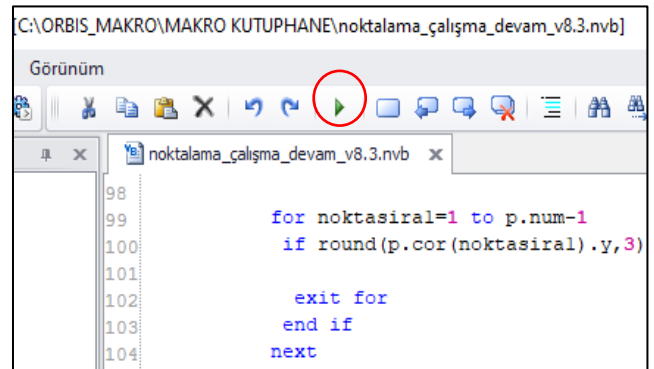 [C:\ORBIS_MAKRO\MAKRO KUTUPHANE\noktalama_çalışma_devam_v8.3.nvb]
Görünüm
noktalama_çalışma_devam_v8.3.nvb
98
99 for noktasiral=1 to p.num-1
100 if round(p.cor(noktasiral).y,3)
101
102 exit for
103 end if
104 next